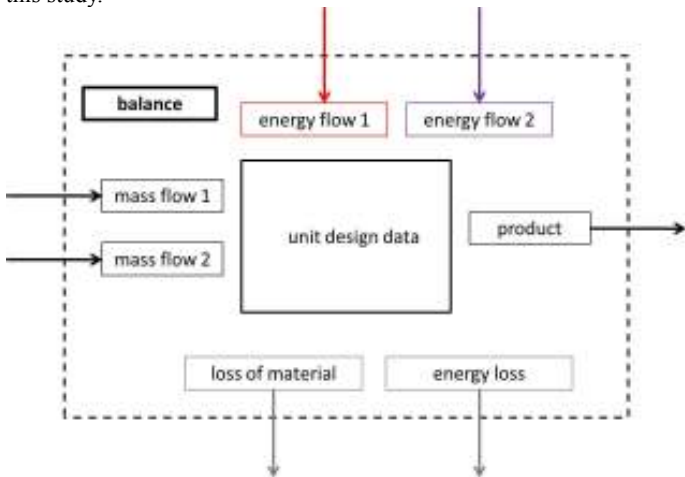 this study.
balance
energy flow 1
energy flow 2
mass flow 1
unit design data
product
mass flow 2
loss of material
energy loss